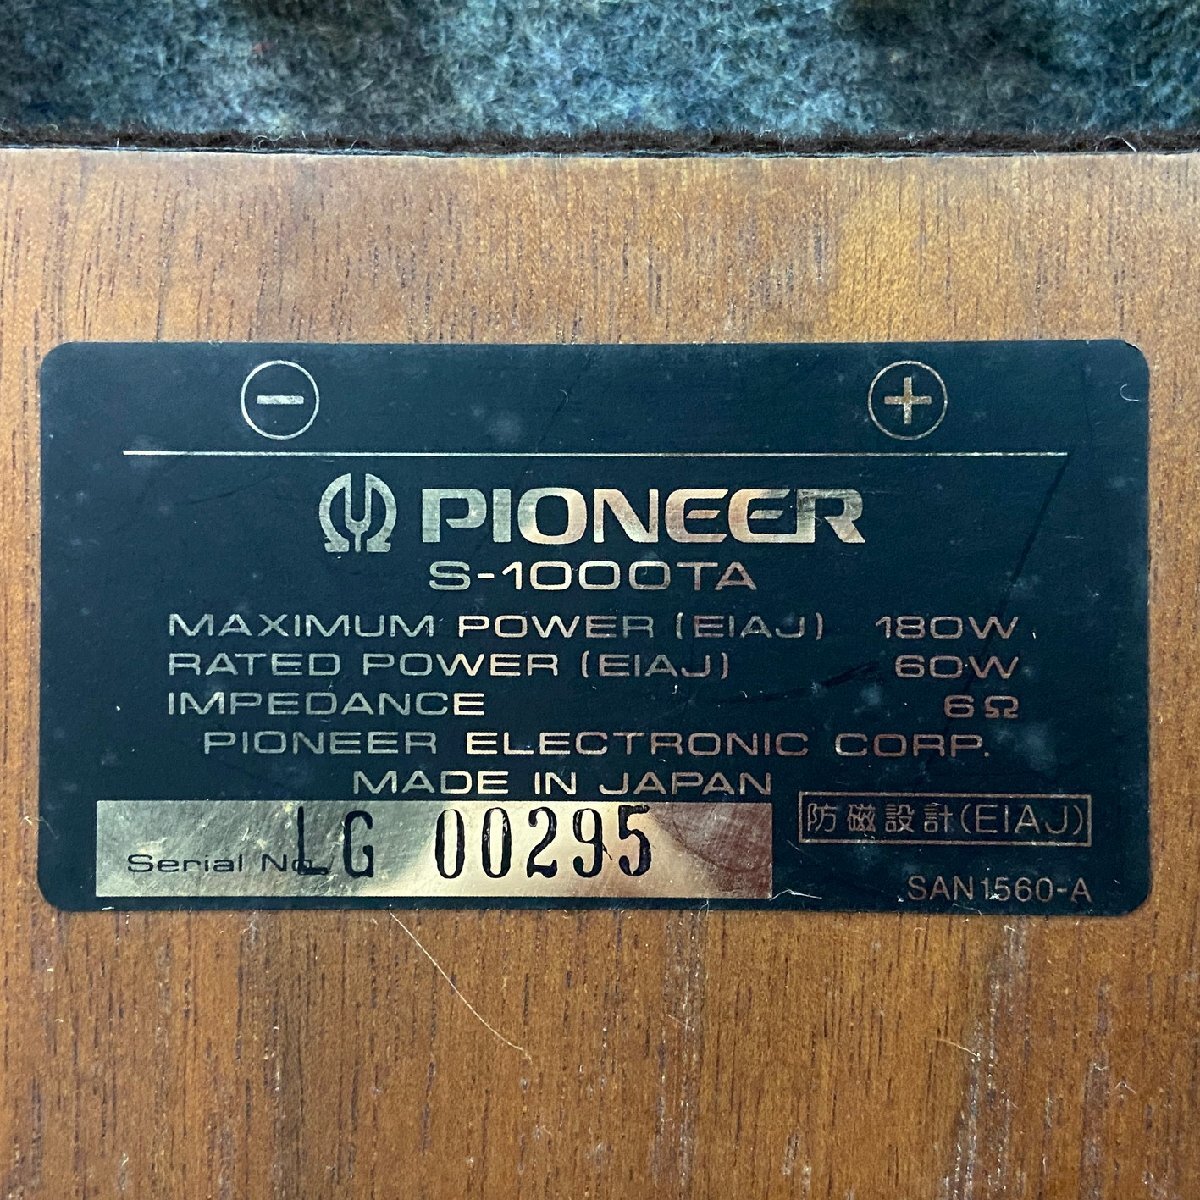 − +
PIONEER
S-1000TA
MAXIMUM POWER (EIAJ) 180W
RATED POWER (EIAJ) 60W
IMPEDANCE 6Ω
PIONEER ELECTRONIC CORP.
MADE IN JAPAN
Serial No. LG 00295
防磁設計(EIAJ)
SAN1560-A